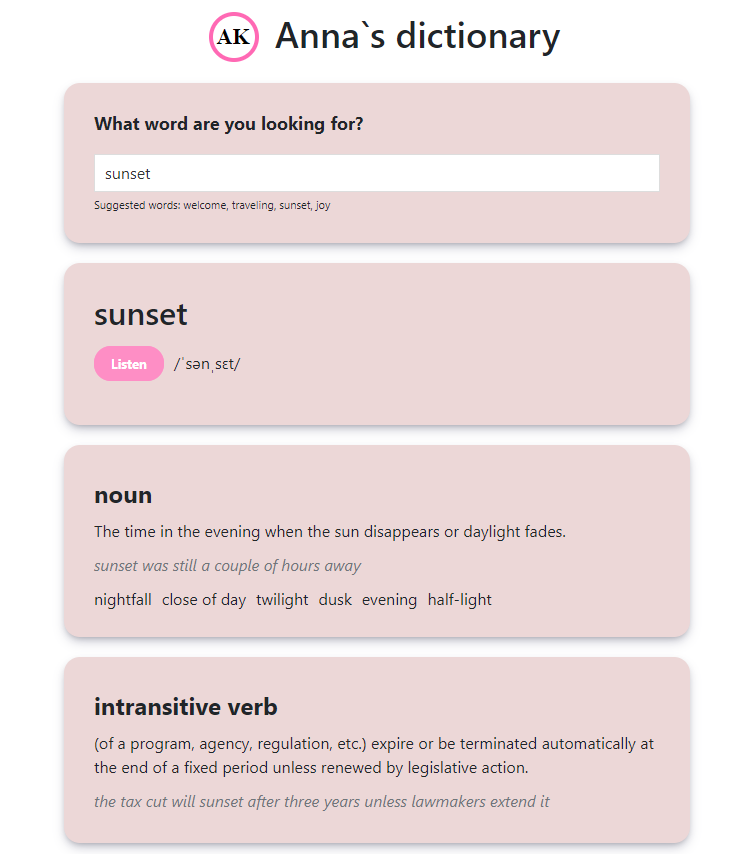 AK Anna`s dictionary
What word are you looking for?
sunset
Suggested words: welcome, traveling, sunset, joy
sunset
Listen /ˈsənˌsɛt/
noun
The time in the evening when the sun disappears or daylight fades.
sunset was still a couple of hours away
nightfall close of day twilight dusk evening half-light
intransitive verb
(of a program, agency, regulation, etc.) expire or be terminated automatically at
the end of a fixed period unless renewed by legislative action.
the tax cut will sunset after three years unless lawmakers extend it